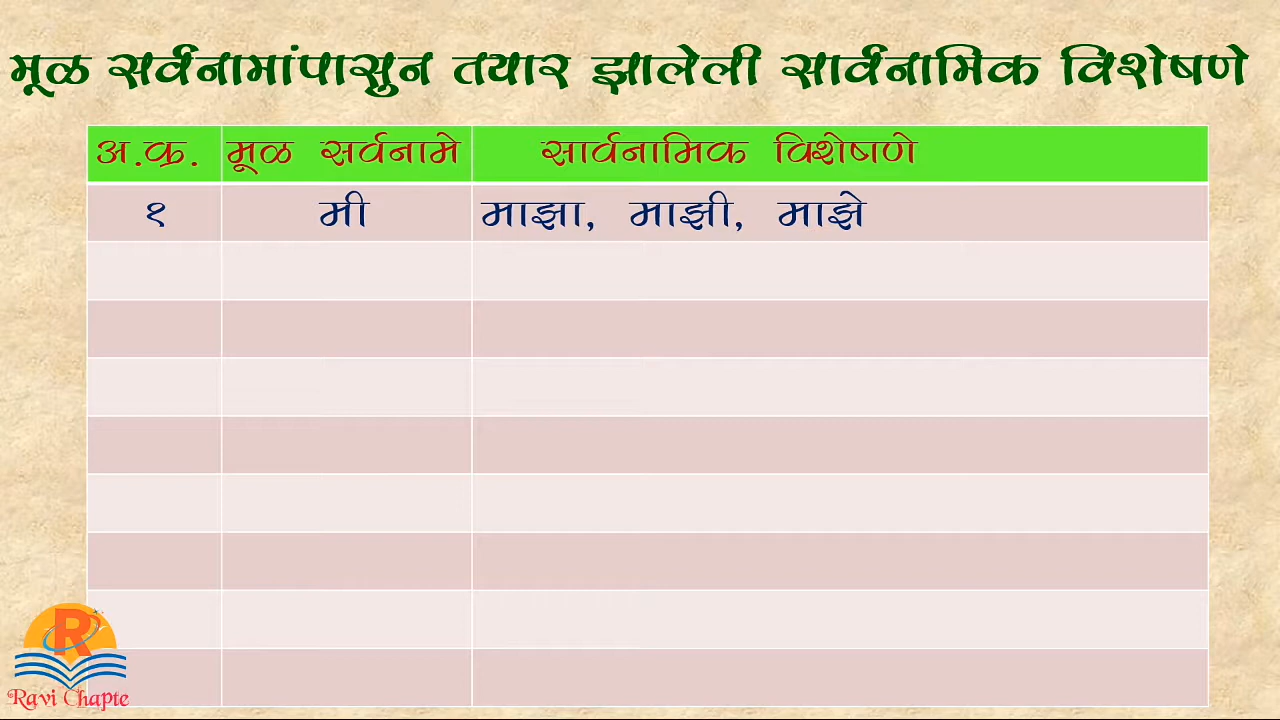 मूळ सर्वनामांपासुन तयार झालेली सार्वनामिक विशेषणे
अ.क्र. मूळ सर्वनामे सार्वनामिक विशेषणे
१ मी माझा, माझी, माझे
R
Ravi Chapte